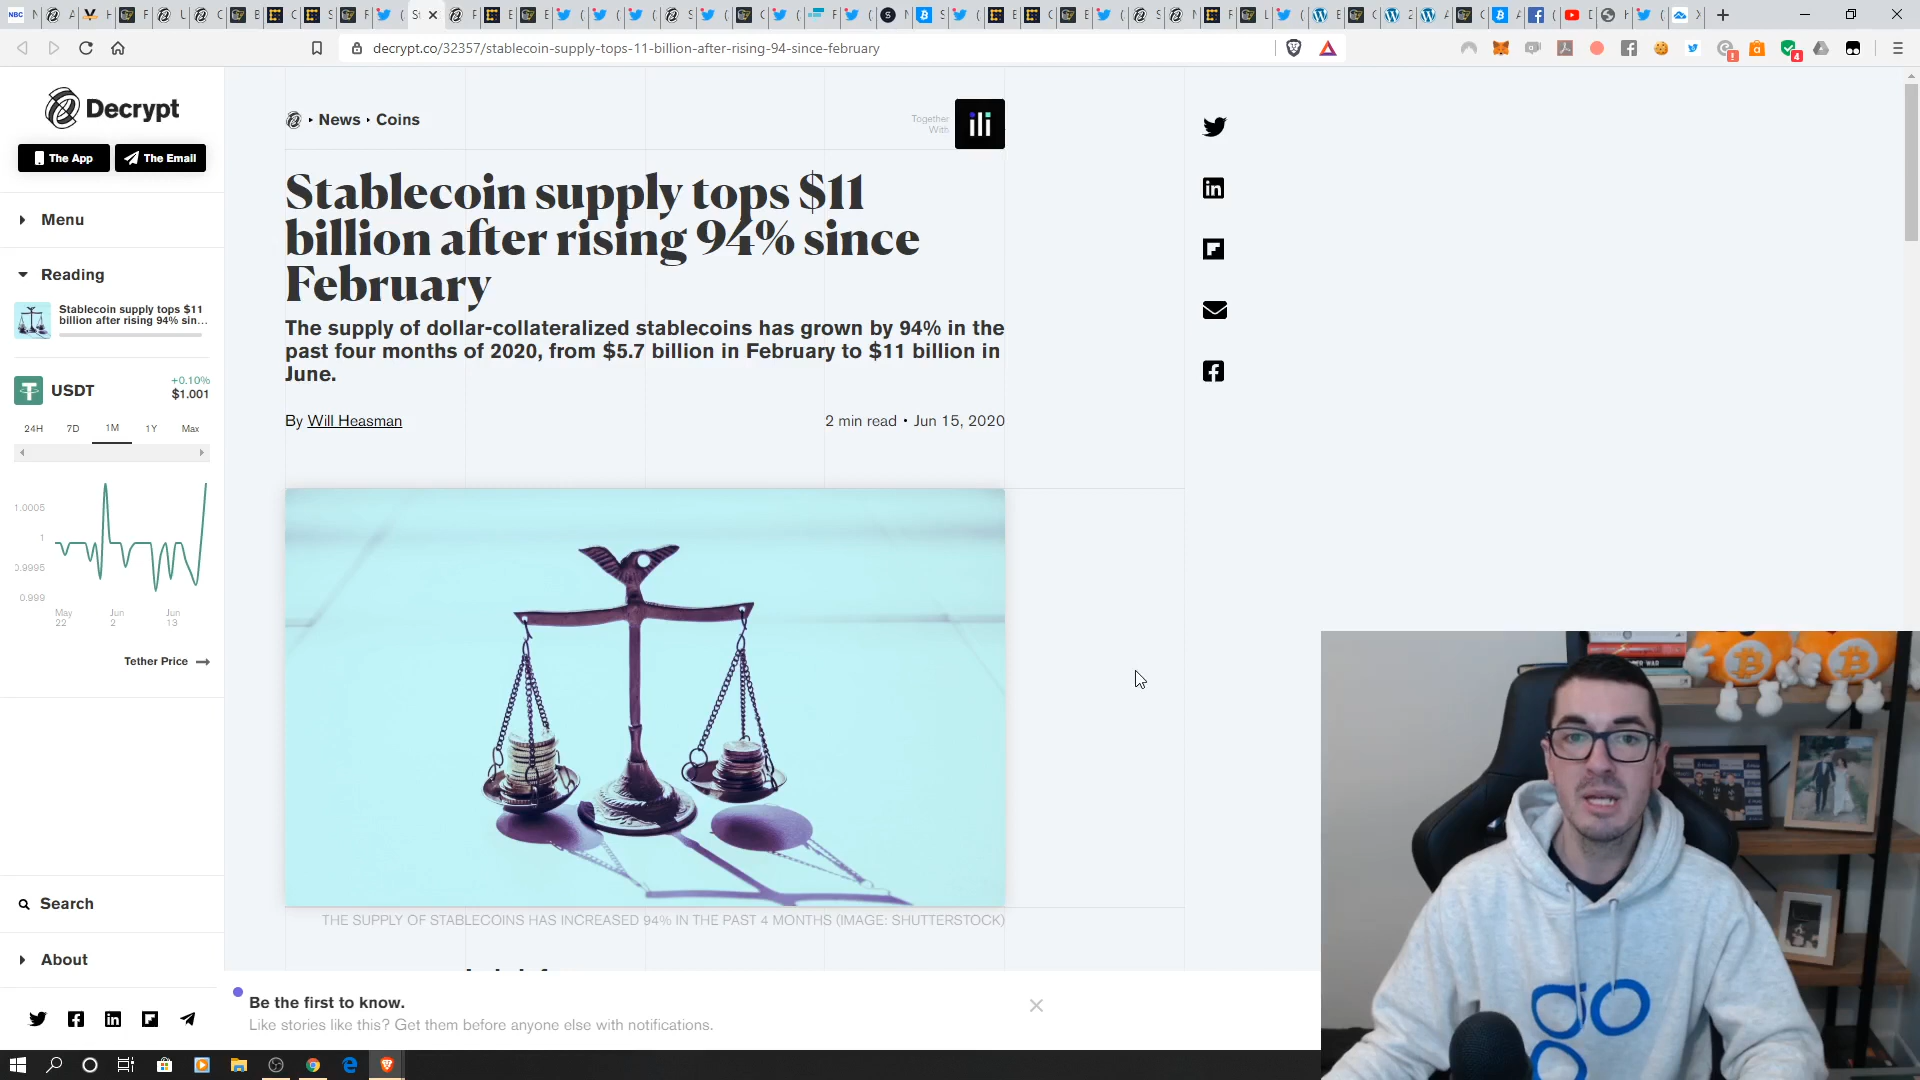 decrypt.co/32357/stablecoin-supply-tops-11-billion-after-rising-94-since-february
Decrypt
The App
The Email
Menu
Reading
Stablecoin supply tops $11
billion after rising 94% sin...
USDT
+0.10%
$1.001
24H 7D 1M 1Y Max
1.0005
1
0.9995
0.999
May
22
Jun
2
Jun
13
Tether Price
Search
About
News Coins
Together
With
Stablecoin supply tops $11
billion after rising 94% since
February
The supply of dollar-collateralized stablecoins has grown by 94% in the
past four months of 2020, from $5.7 billion in February to $11 billion in
June.
By Will Heasman
2 min read • Jun 15, 2020
THE SUPPLY OF STABLECOINS HAS INCREASED 94% IN THE PAST 4 MONTHS (IMAGE: SHUTTERSTOCK)
Be the first to know.
Like stories like this? Get them before anyone else with notifications.